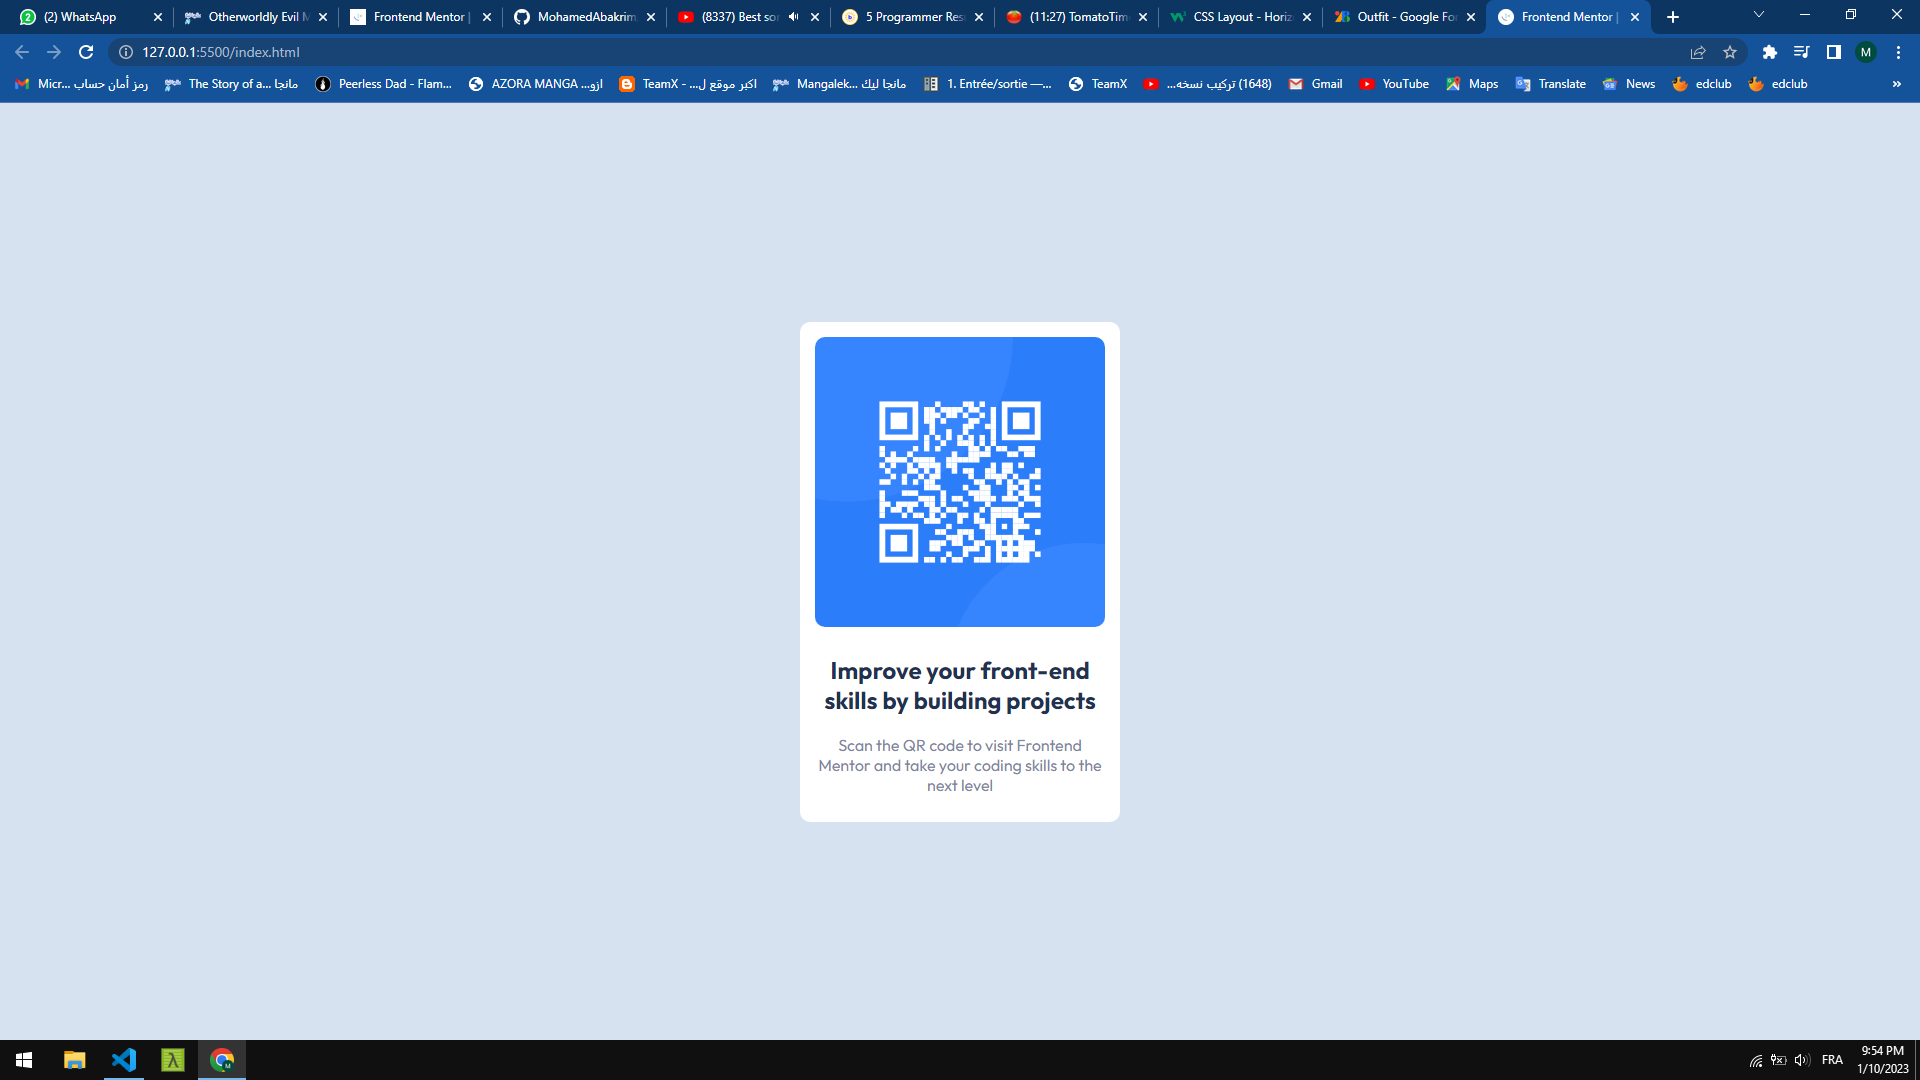 (2) WhatsApp
Otherworldly Evil M
Frontend Mentor |
MohamedAbakrim
(8337) Best so
5 Programmer Res
(11:27) TomatoTim
CSS Layout - Horiz
Outfit - Google Fo
Frontend Mentor |
127.0.0.1:5500/index.html
M
Micr... رمز أمان حساب
The Story of a... مانجا
Peerless Dad - Flam...
AZORA MANGA ...ازو
TeamX - ...اكبر موقع ل
Mangalek... مانجا ليك
1. Entrée/sortie —...
TeamX
(1648) تركيب نسخه...
Gmail
YouTube
Maps
Translate
News
edclub
edclub
»
Improve your front-end
skills by building projects
Scan the QR code to visit Frontend
Mentor and take your coding skills to the
next level
FRA
9:54 PM
1/10/2023